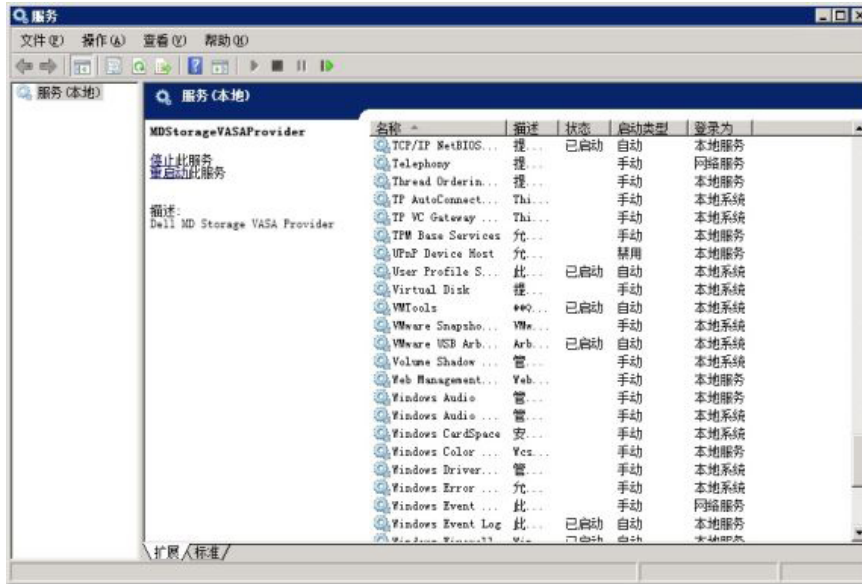 服务
文件(F) 操作(A) 查看(V) 帮助(H)
服务(本地)
服务(本地)
MDStorageVASAProvider
停止此服务
重启动此服务
描述:
Dell MD Storage VASA Provider
名称 描述 状态 启动类型 登录为
TCP/IP NetBIOS... 提... 已启动 自动 本地服务
Telephony 提... 手动 网络服务
Thread Orderin... 提... 手动 本地服务
TP AutoConnect... Thi... 手动 本地系统
TP VC Gateway ... Thi... 手动 本地系统
TPM Base Services 允... 手动 本地服务
UPnP Device Host 允... 禁用 本地服务
User Profile S... 此... 已启动 自动 本地系统
Virtual Disk 提... 手动 本地系统
VMTools 已启动 自动 本地系统
VMware Snapsho... VMw... 手动 本地系统
VMware USB Arb... Arb... 已启动 自动 本地系统
Volume Shadow ... 管... 手动 本地系统
Web Management... Web... 手动 本地服务
Windows Audio 管... 手动 本地服务
Windows Audio ... 管... 手动 本地系统
Windows CardSpace 安... 手动 本地系统
Windows Color ... Wcs... 手动 本地服务
Windows Driver... 管... 手动 本地系统
Windows Error ... 允... 手动 本地系统
Windows Event ... 此... 手动 网络服务
Windows Event Log 此... 已启动 自动 本地服务
Windows Firewall Win... 已启动 自动 本地服务
扩展 标准